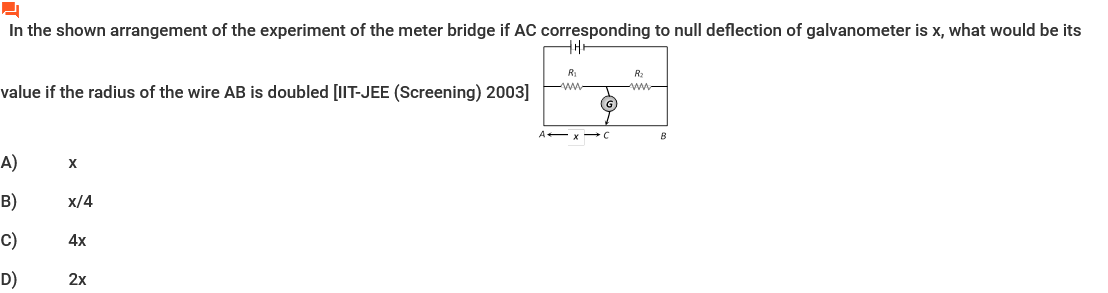 In the shown arrangement of the experiment of the meter bridge if AC corresponding to null deflection of galvanometer is x, what would be its
R₁ R₂
value if the radius of the wire AB is doubled [IIT-JEE (Screening) 2003]
G
A x C B
A) x
B) x/4
C) 4x
D) 2x